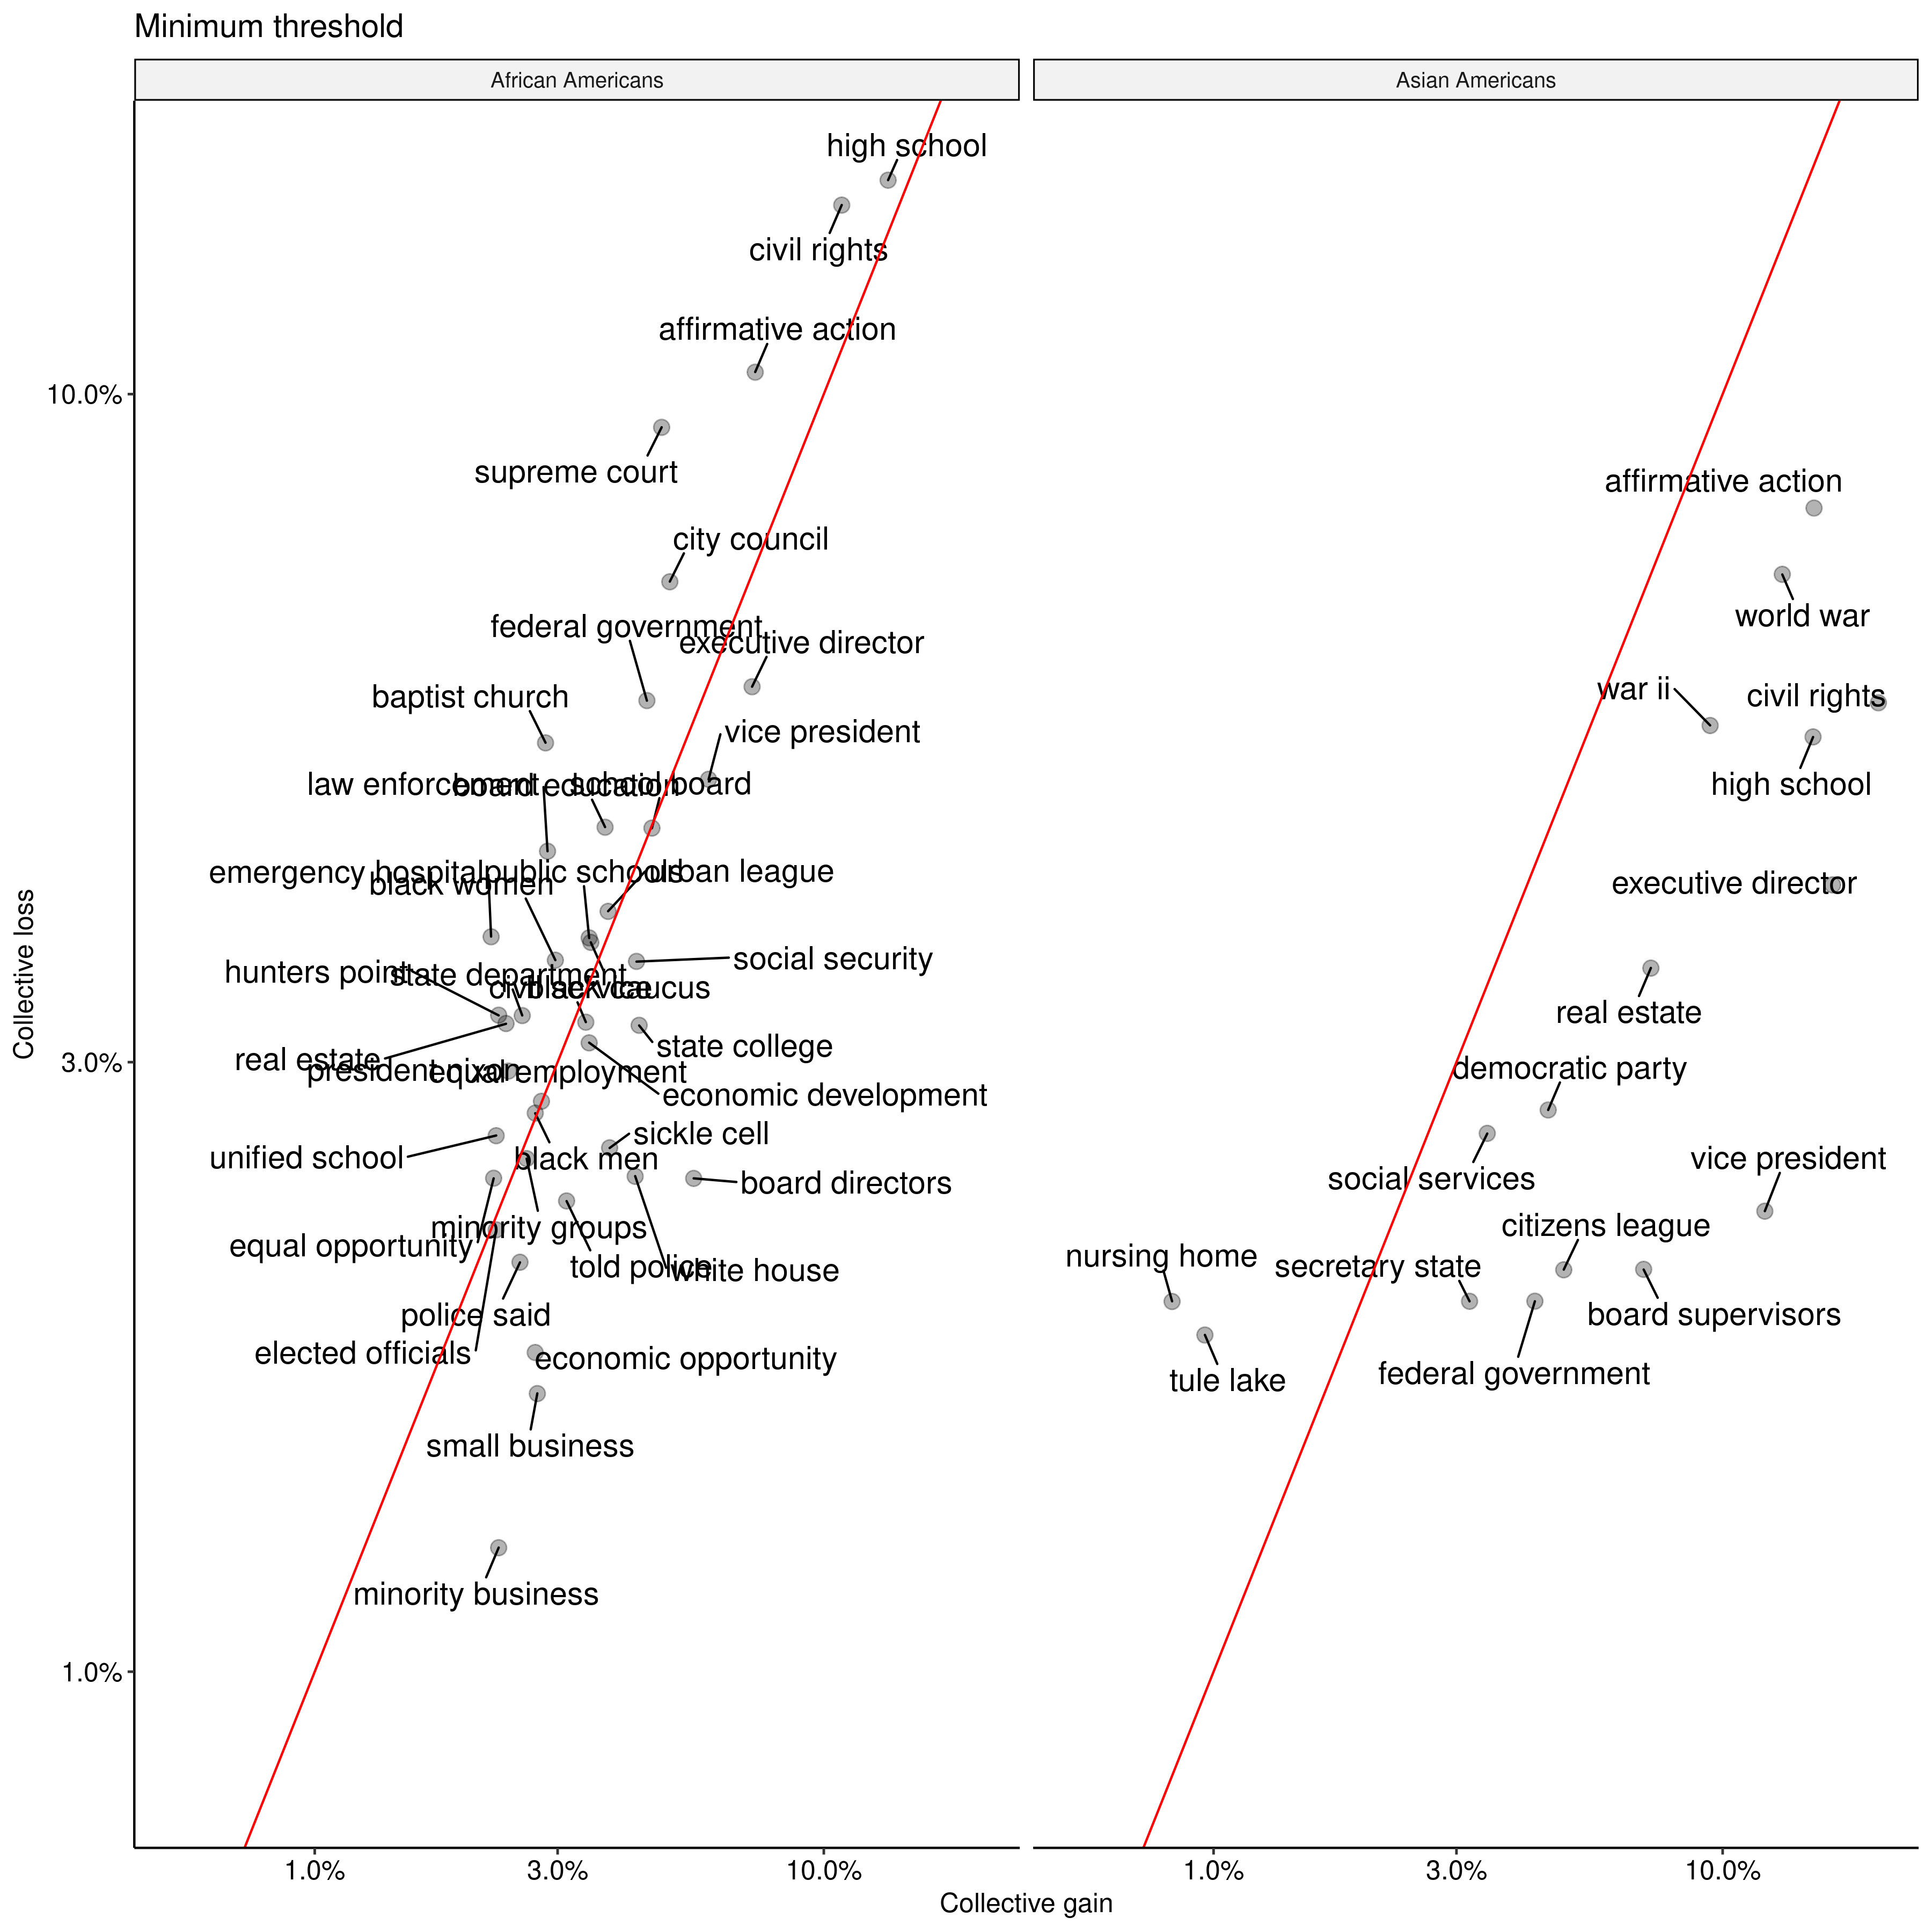 Minimum threshold
African Americans
Asian Americans
high school
civil rights
affirmative action
10.0%
supreme court
city council
federal government
executive director
baptist church
vice president
law enforcement
board education
school board
emergency hospital
public schools
urban league
black women
social security
hunters point
state department
civil service
black caucus
state college
real estate
3.0%
president nixon
equal employment
economic development
sickle cell
unified school
black men
board directors
minority groups
equal opportunity
told police
white house
police said
elected officials
economic opportunity
small business
minority business
1.0%
affirmative action
world war
war ii
civil rights
high school
executive director
real estate
democratic party
social services
vice president
citizens league
nursing home
secretary state
board supervisors
federal government
tule lake
Collective loss
1.0%
3.0%
10.0%
1.0%
3.0%
10.0%
Collective gain